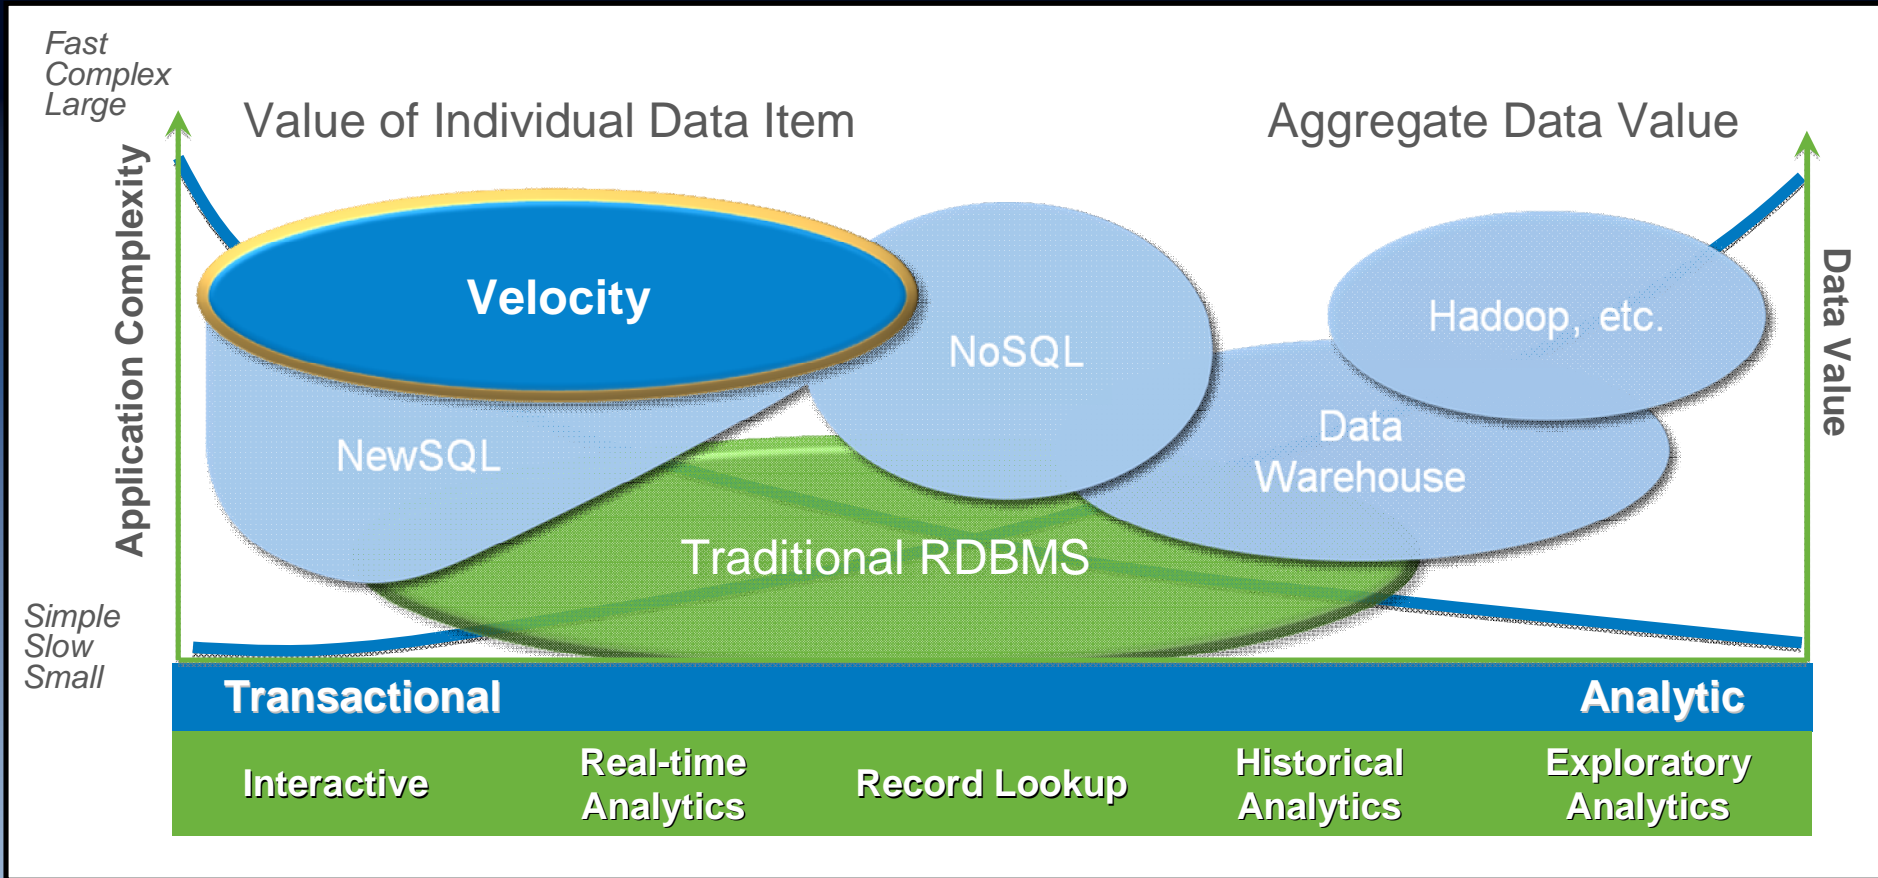 Fast
Complex
Large
Value of Individual Data Item
Aggregate Data Value
Application Complexity
Data Value
Velocity
NoSQL
Hadoop, etc.
NewSQL
Data
Warehouse
Traditional RDBMS
Simple
Slow
Small
Transactional
Analytic
Interactive
Real-time
Analytics
Record Lookup
Historical
Analytics
Exploratory
Analytics